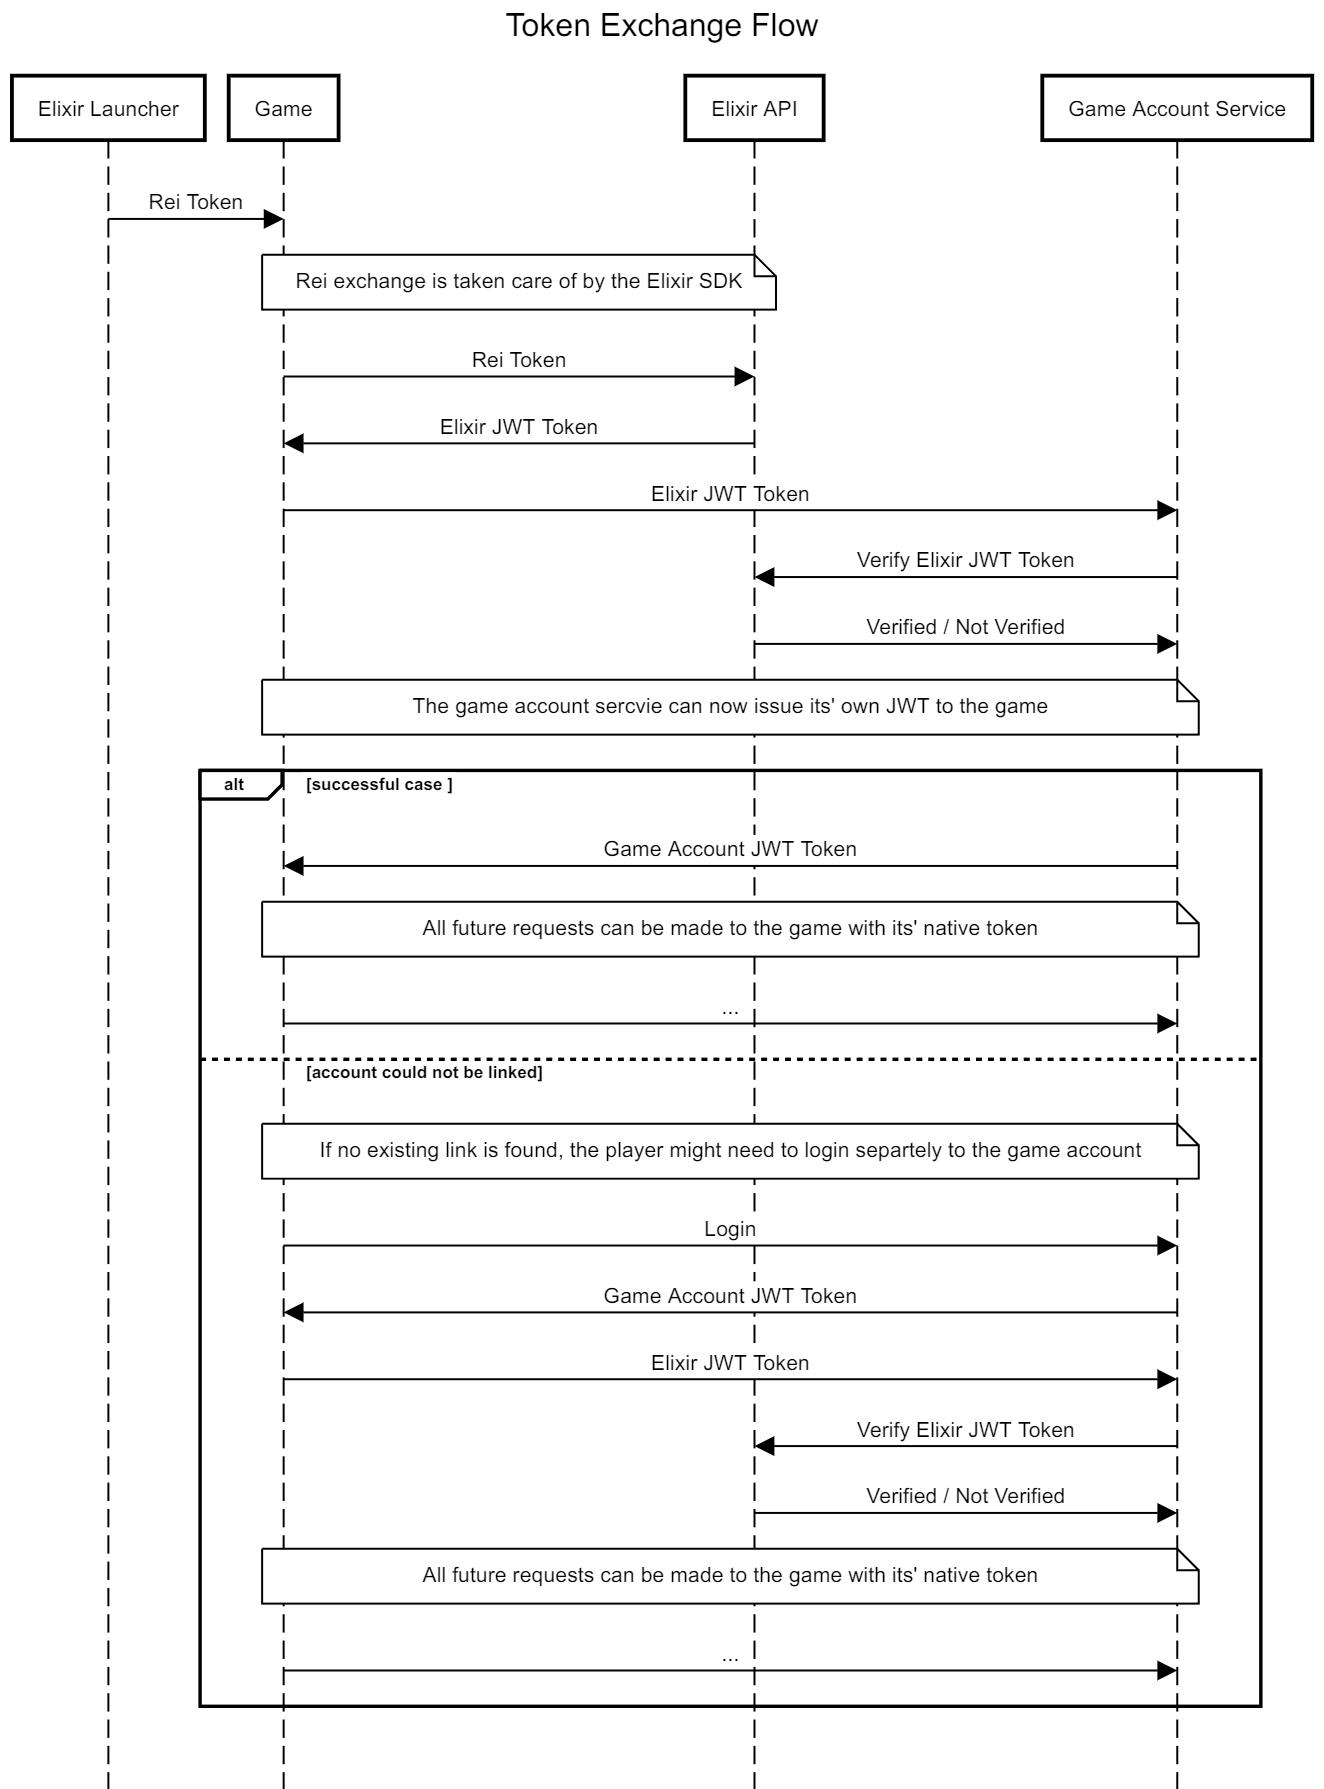 Token Exchange Flow
Elixir Launcher
Game
Elixir API
Game Account Service
Rei Token
Rei exchange is taken care of by the Elixir SDK
Rei Token
Elixir JWT Token
Elixir JWT Token
Verify Elixir JWT Token
Verified / Not Verified
The game account sercvie can now issue its' own JWT to the game
alt
[successful case ]
Game Account JWT Token
All future requests can be made to the game with its' native token
...
[account could not be linked]
If no existing link is found, the player might need to login separtely to the game account
Login
Game Account JWT Token
Elixir JWT Token
Verify Elixir JWT Token
Verified / Not Verified
All future requests can be made to the game with its' native token
...